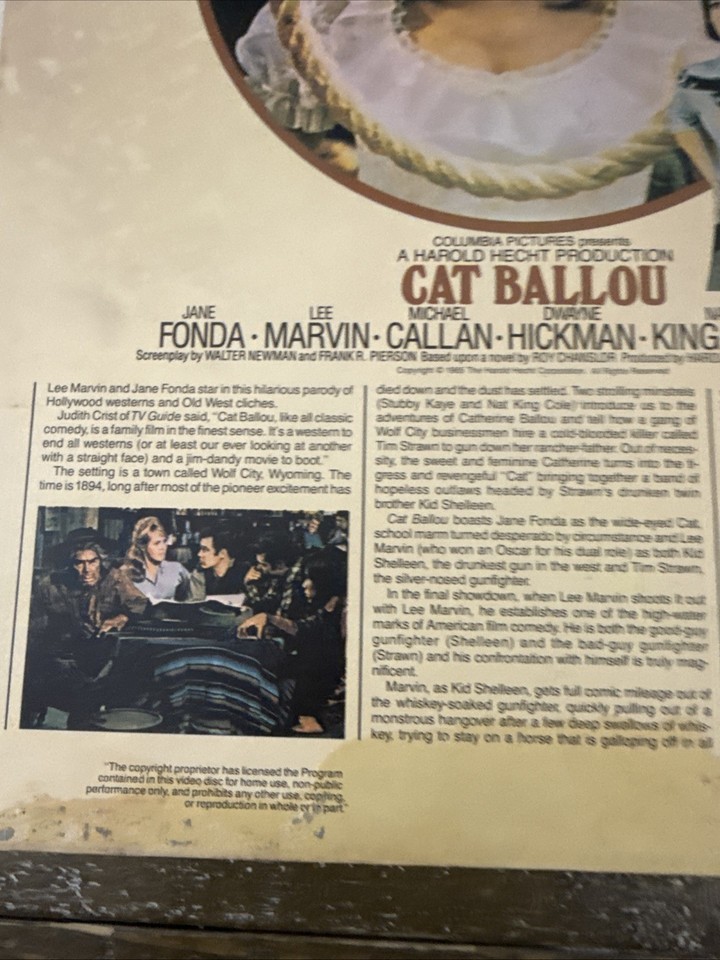 COLUMBIA PICTURES presents
A HAROLD HECHT PRODUCTION
CAT BALLOU
JANE LEE MICHAEL DWAYNE
FONDA · MARVIN · CALLAN · HICKMAN · KING
Screenplay by WALTER NEWMAN and FRANK R. PIERSON Based upon a novel by ROY CHANSLOR Produced by HAROLD
Copyright © 1965 The Hecht Corporation. All Rights Reserved
Lee Marvin and Jane Fonda star in this hilarious parody of
Hollywood westerns and Old West cliches.
Judith Crist of TV Guide said, "Cat Ballou, like all classic
comedy, is a family film in the finest sense. It's a western to
end all westerns (or at least our ever looking at another
with a straight face) and a jim-dandy movie to boot."
The setting is a town called Wolf City, Wyoming. The
time is 1894, long after most of the pioneer excitement has
died down and the dust has settled. Two strolling minstrels
(Stubby Kaye and Nat King Cole) introduce us to the
adventures of Catherine Ballou and tell how a gang of
Wolf City businessmen hire a cold-blooded killer called
Tim Strawn to gun down her rancher-father. Out of neces-
sity, the sweet and feminine Catherine turns into the ti-
gress and revengeful "Cat" bringing together a band of
hopeless outlaws headed by Strawn's drunken twin
brother Kid Shelleen.
Cat Ballou boasts Jane Fonda as the wide-eyed Cat,
school marm turned desperado by circumstance and Lee
Marvin (who won an Oscar for his dual role) as both Kid
Shelleen, the drunkest gun in the west and Tim Strawn,
the silver-nosed gunfighter.
In the final showdown, when Lee Marvin shoots it out
with Lee Marvin, he establishes one of the high-water
marks of American film comedy. He is both the good-guy
gunfighter (Shelleen) and the bad-guy gunfighter
(Strawn) and his confrontation with himself is truly mag-
nificent.
Marvin, as Kid Shelleen, gets full comic mileage out of
the whiskey-soaked gunfighter, quickly pulling out of a
monstrous hangover after a few deep swallows of whis-
key, trying to stay on a horse that is galloping off in all
"The copyright proprietor has licensed the Program
contained in this video disc for home use, non-public
performance only, and prohibits any other use, copying,
or reproduction in whole or in part."